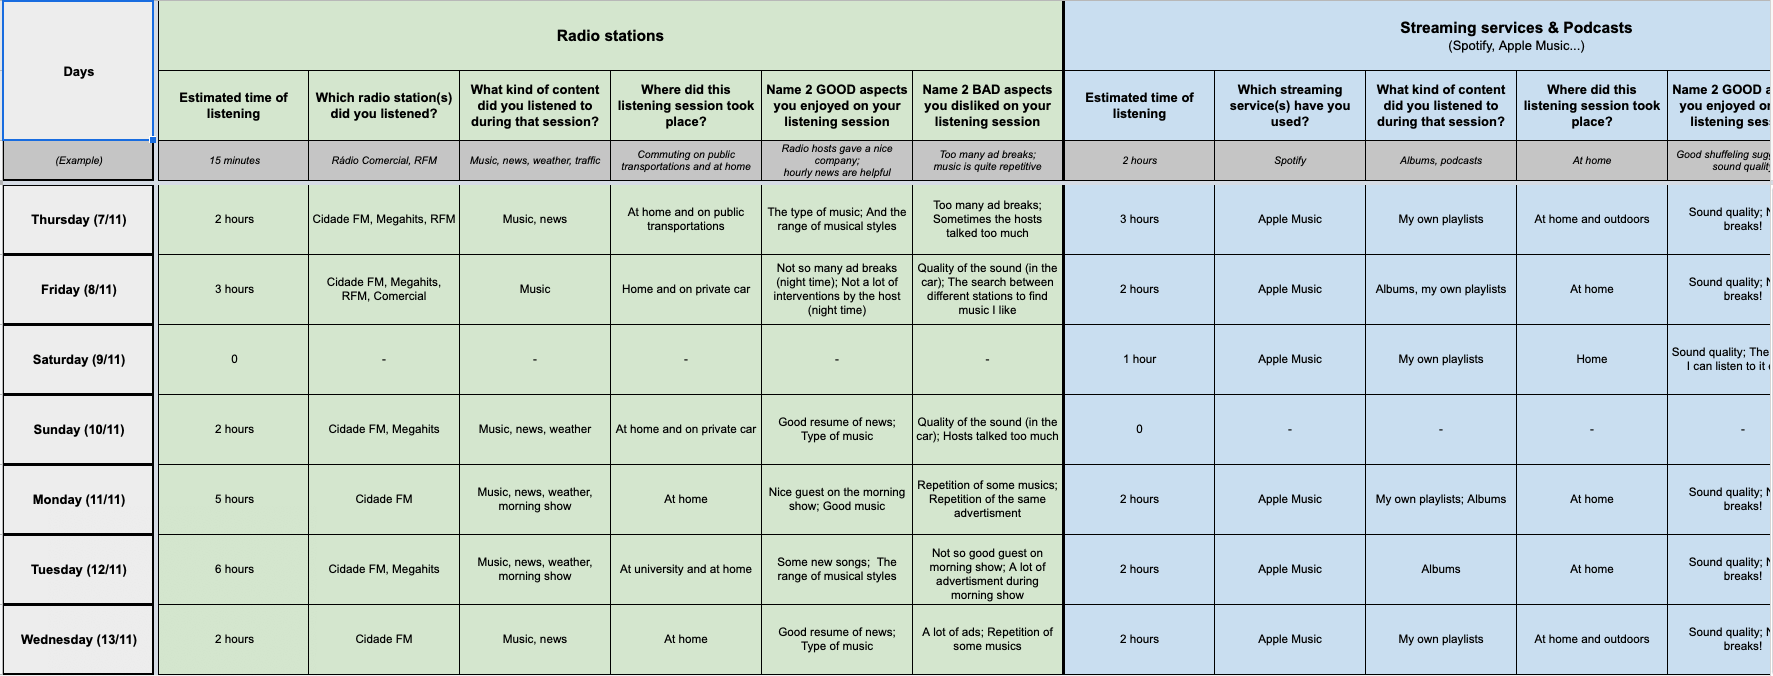 Days
Radio stations
Streaming services & Podcasts
(Spotify, Apple Music...)
Estimated time of
listening
Which radio station(s)
did you listened?
What kind of content
did you listened to
during that session?
Where did this
listening session took
place?
Name 2 GOOD aspects
you enjoyed on your
listening session
Name 2 BAD aspects
you disliked on your
listening session
Estimated time of
listening
Which streaming
service(s) have you
used?
What kind of content
did you listened to
during that session?
Where did this
listening session took
place?
Name 2 GOOD
you enjoyed
listening
(Example)
15 minutes
Rádio Comercial, RFM
Music, news, weather, traffic
Commuting on public
transportations and at home
Radio hosts gave a nice
company;
hourly news are helpful
Too many ad breaks;
music is quite repetitive
2 hours
Spotify
Albums, podcasts
At home
Good shuffeling
sound
Thursday (7/11)
2 hours
Cidade FM, Megahits, RFM
Music, news
At home and on public
transportations
The type of music; And the
range of musical styles
Too many ad breaks;
Sometimes the hosts
talked too much
3 hours
Apple Music
My own playlists
At home and outdoors
Sound quality;
breaks!
Friday (8/11)
3 hours
Cidade FM, Megahits,
RFM, Comercial
Music
Home and on private car
Not so many ad breaks
(night time); Not a lot of
interventions by the host
(night time)
Quality of the sound (in the
car); The search between
different stations to find
music I like
2 hours
Apple Music
Albums, my own playlists
At home
Sound quality;
breaks!
Saturday (9/11)
0
-
-
-
-
-
1 hour
Apple Music
My own playlists
Home
Sound quality; The
I can listen to it
Sunday (10/11)
2 hours
Cidade FM, Megahits
Music, news, weather
At home and on private car
Good resume of news;
Type of music
Quality of the sound (in the
car); Hosts talked too much
0
-
-
-
-
Monday (11/11)
5 hours
Cidade FM
Music, news, weather,
morning show
At home
Nice guest on the morning
show; Good music
Repetition of some musics;
Repetition of the same
advertisment
2 hours
Apple Music
My own playlists; Albums
At home
Sound quality;
breaks!
Tuesday (12/11)
6 hours
Cidade FM, Megahits
Music, news, weather,
morning show
At university and at home
Some new songs;  The
range of musical styles
Not so good guest on
morning show; A lot of
advertisment during
morning show
2 hours
Apple Music
Albums
At home
Sound quality;
breaks!
Wednesday (13/11)
2 hours
Cidade FM
Music, news
At home
Good resume of news;
Type of music
A lot of ads; Repetition of
some musics
2 hours
Apple Music
My own playlists
At home and outdoors
Sound quality;
breaks!